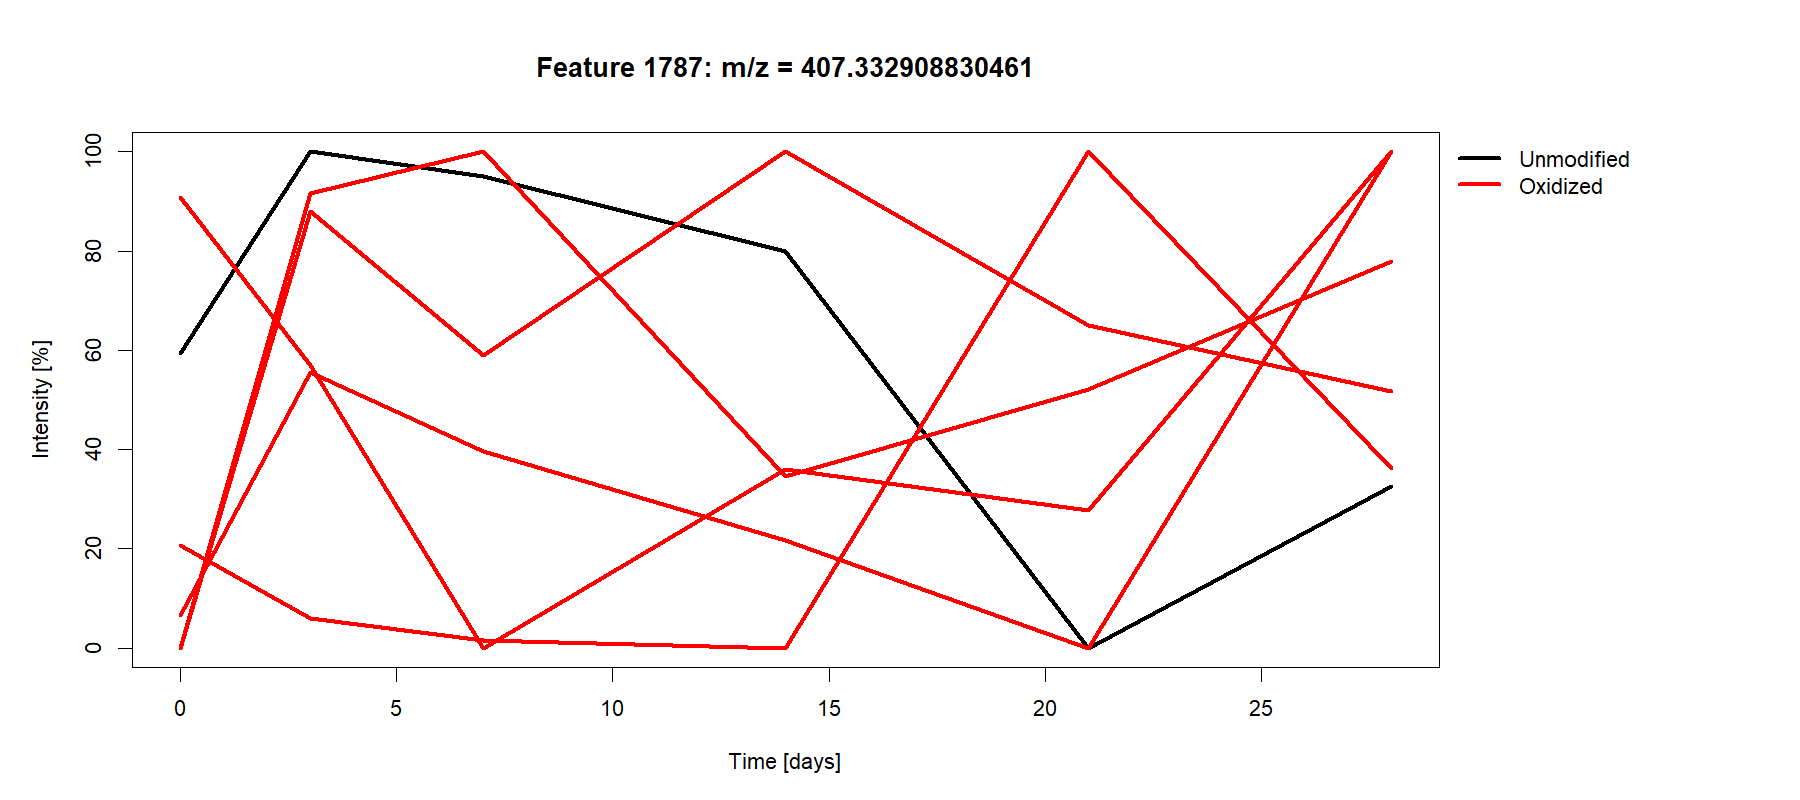 Feature 1787: m/z = 407.332908830461
Unmodified
Oxidized
Intensity [%]
100
80
60
40
20
0
0 5 10 15 20 25
Time [days]